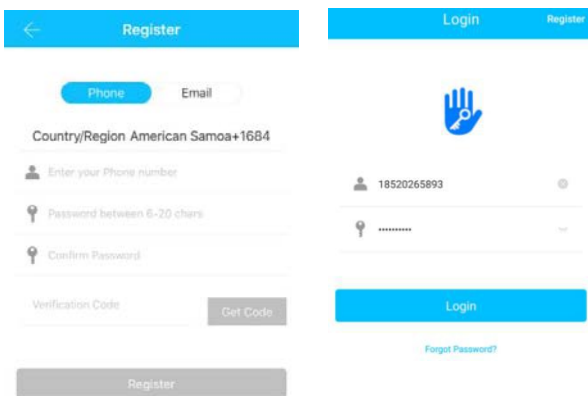 Register
Phone Email
Country/Region American Samoa+1684
Enter your Phone number
Password between 6-20 chars
Confirm Password
Verification Code Get Code
Register
Login Register
18520265893
••••••••••
Login
Forgot Password?